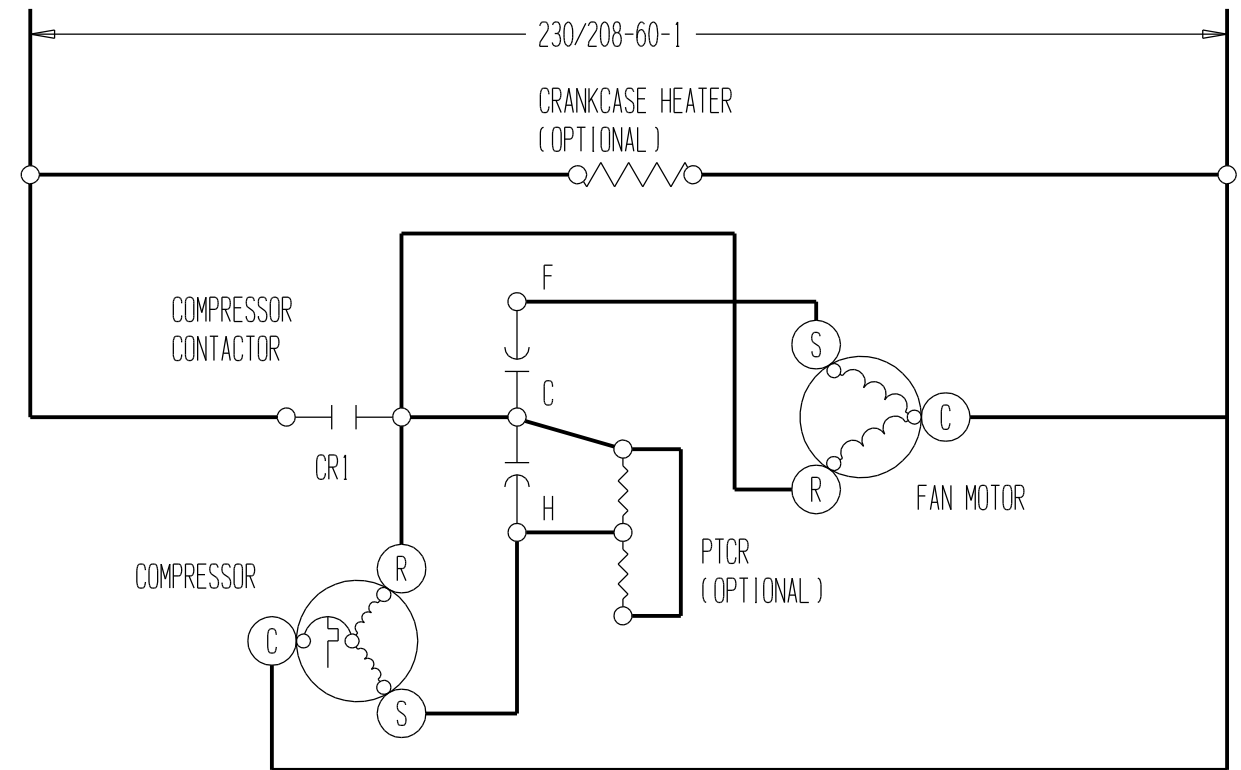 230/208-60-1
CRANKCASE HEATER
(OPTIONAL)
F
COMPRESSOR
CONTACTOR
S
C
C
CR1
R
FAN MOTOR
H
PTCR
(OPTIONAL)
COMPRESSOR
R
C
S